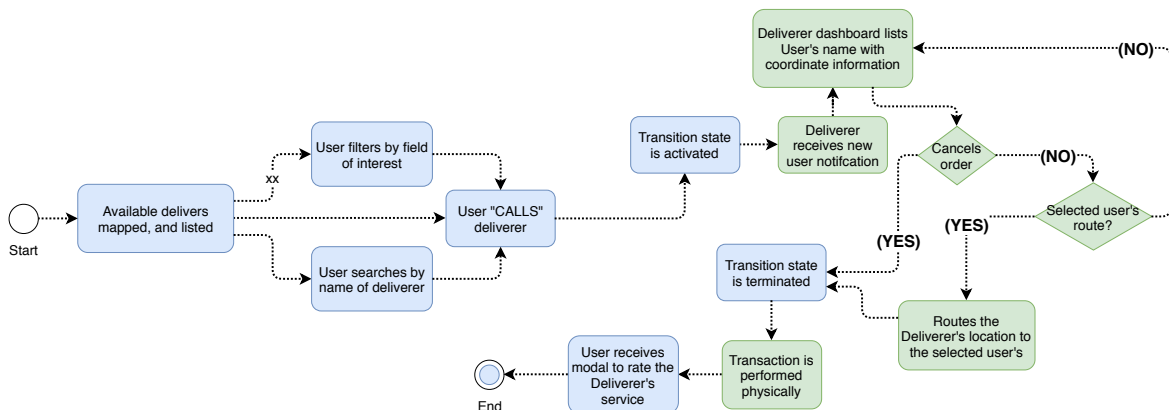 Start
Available delivers
mapped, and listed
xx
User filters by field
of interest
User searches by
name of deliverer
User "CALLS"
deliverer
Transition state
is activated
Deliverer
receives new
user notifcation
Deliverer dashboard lists
User's name with
coordinate information
Cancels
order
(NO)
(YES)
Selected user's
route?
(NO)
(YES)
Routes the
Deliverer's location to
the selected user's
Transition state
is terminated
Transaction is
performed
physically
User receives
modal to rate the
Deliverer's
service
End